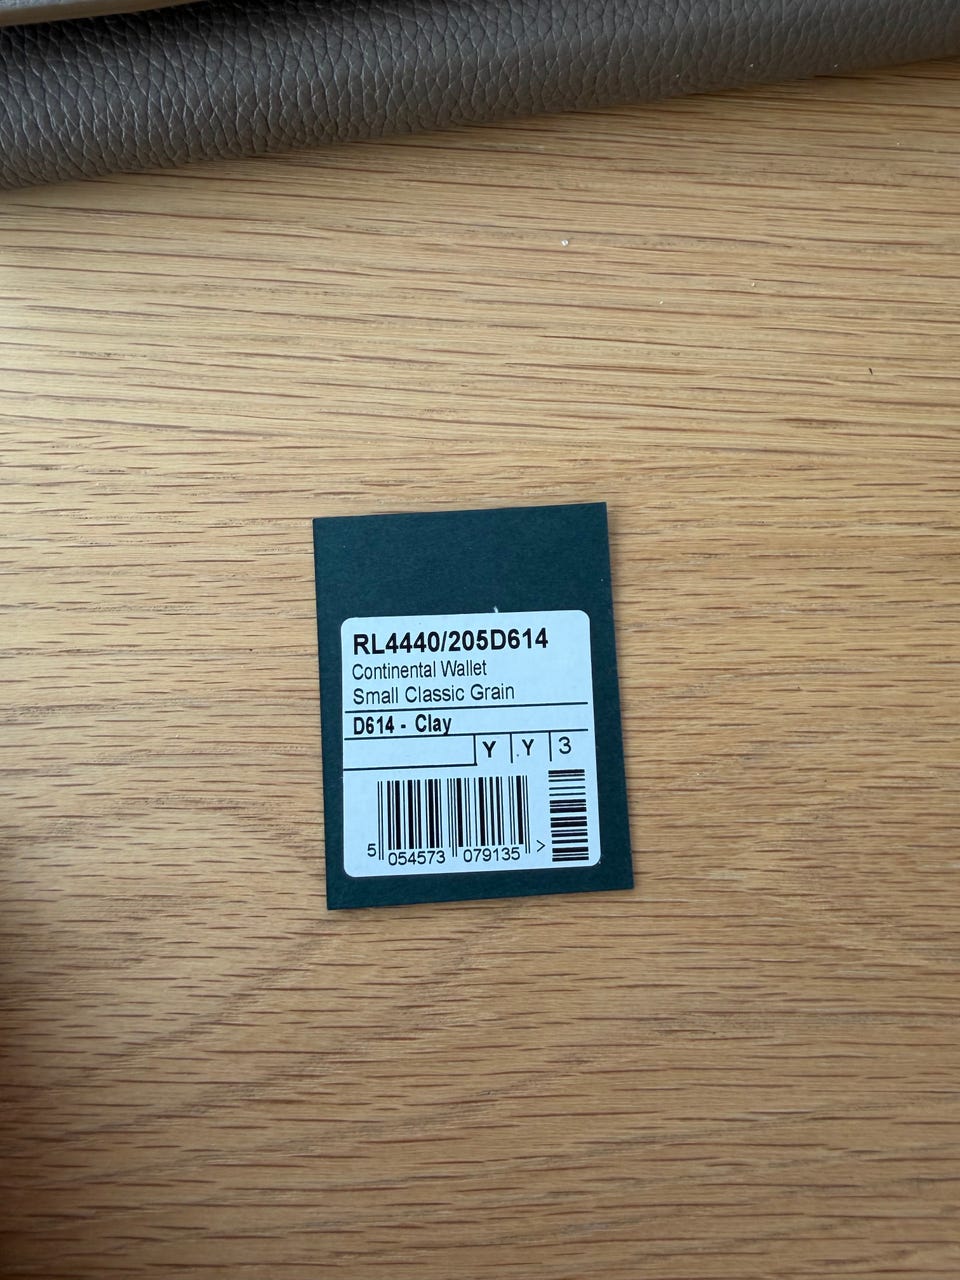 RL4440/205D614
Continental Wallet
Small Classic Grain
D614 - Clay
Y Y 3
5 054573 079135 >